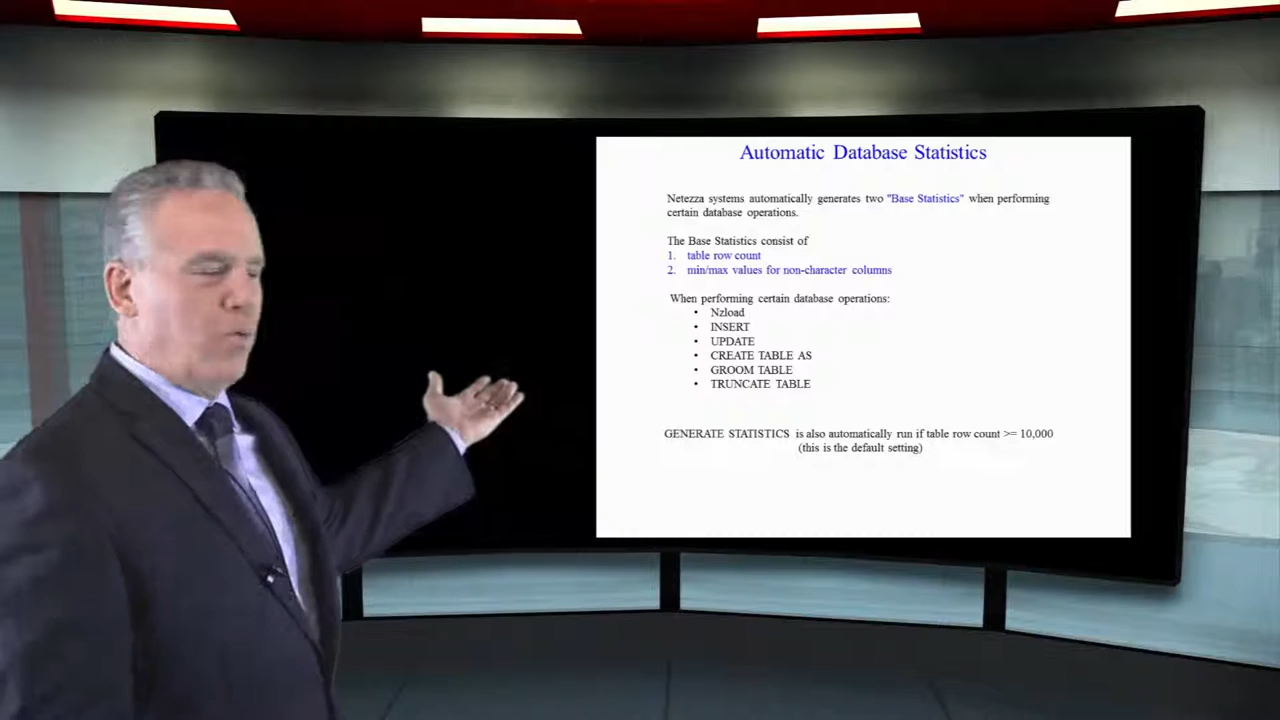 Automatic Database Statistics
Netezza systems automatically generates two "Base Statistics" when performing
certain database operations.
The Base Statistics consist of
1. table row count
2. min/max values for non-character columns
When performing certain database operations:
• Nzload
• INSERT
• UPDATE
• CREATE TABLE AS
• GROOM TABLE
• TRUNCATE TABLE
GENERATE STATISTICS is also automatically run if table row count >= 10,000
(this is the default setting)